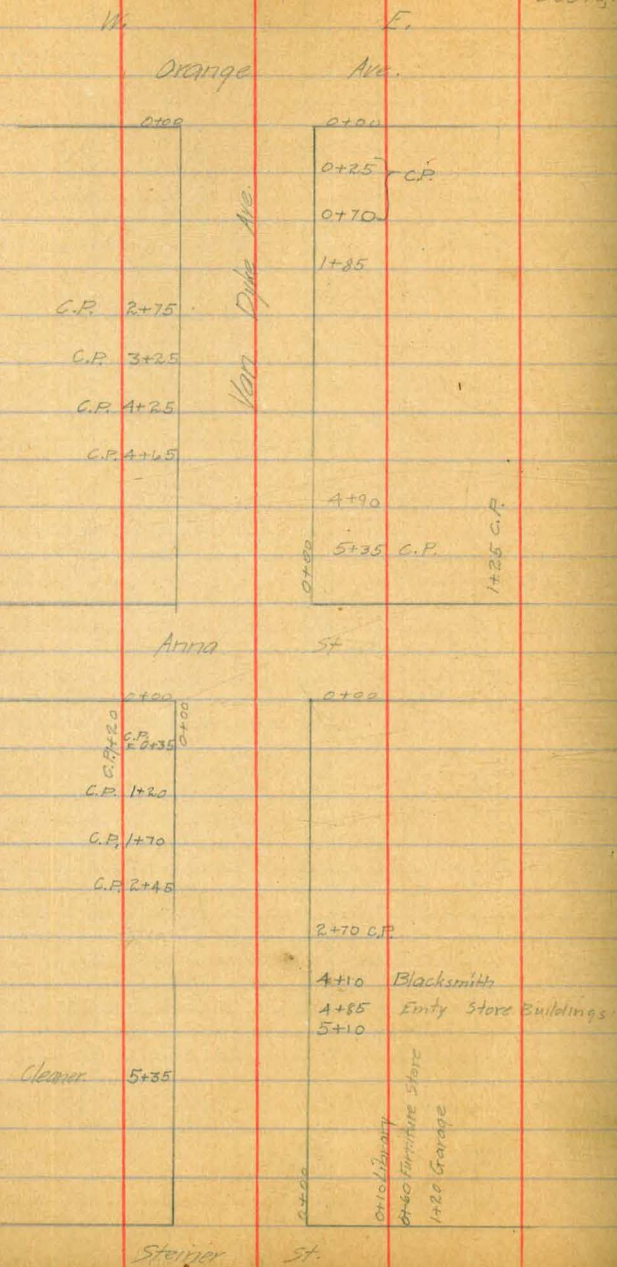 W. E.
Orange Ave.
0+00 0+00
0+25 C.P.
0+70
Van Dyke Ave.
1+85
C.P. 2+75
C.P. 3+25
C.P. 4+25
C.P. 4+65
4+90
5+35 C.P.
0+00
1+25 C.P.
Anna St
0+00 0+00
C.P. 1+20
C.P. 0+35
0+00
C.P. 1+20
C.P. 1+70
C.P. 2+45
2+70 C.P.
4+10 Blacksmith
4+85 Emty Store Buildings
5+10
Cleaner. 5+35
0+00
0+10 Library
0+60 Furniture Store
1+20 Garage
Steiner St.